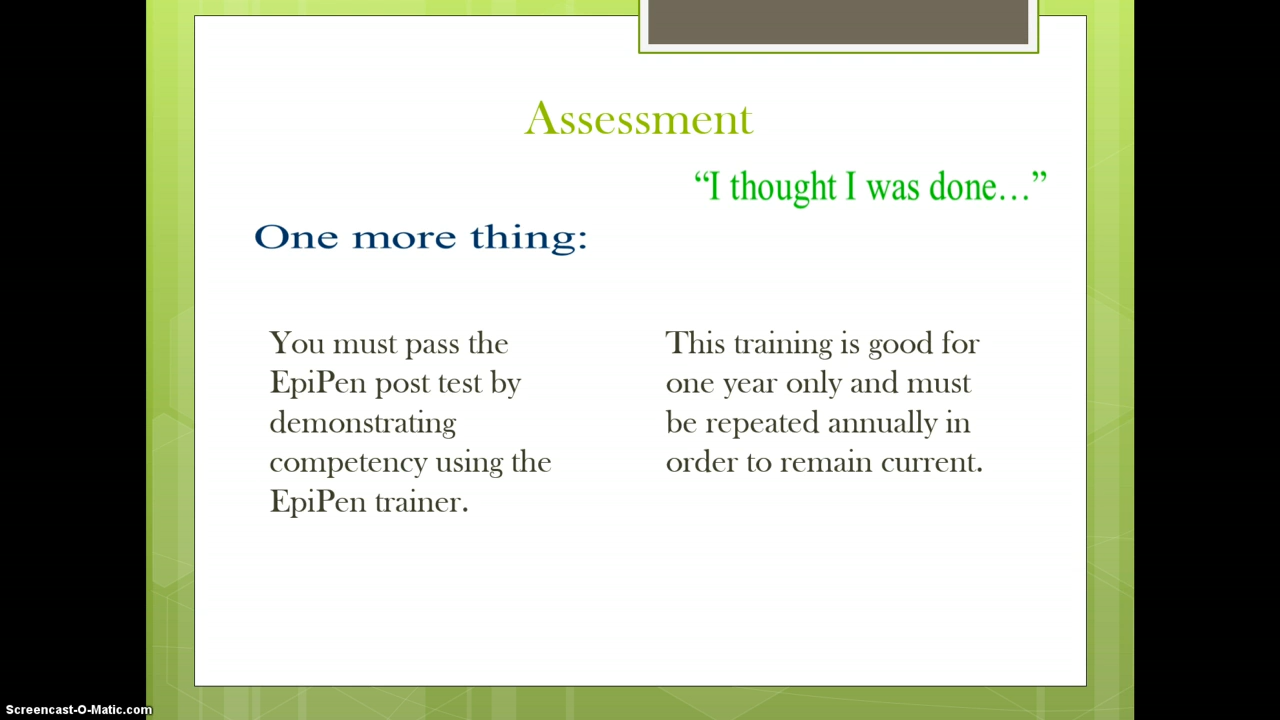 Assessment
“I thought I was done…”
One more thing:
You must pass the
EpiPen post test by
demonstrating
competency using the
EpiPen trainer.
This training is good for
one year only and must
be repeated annually in
order to remain current.
Screencast-O-Matic.com